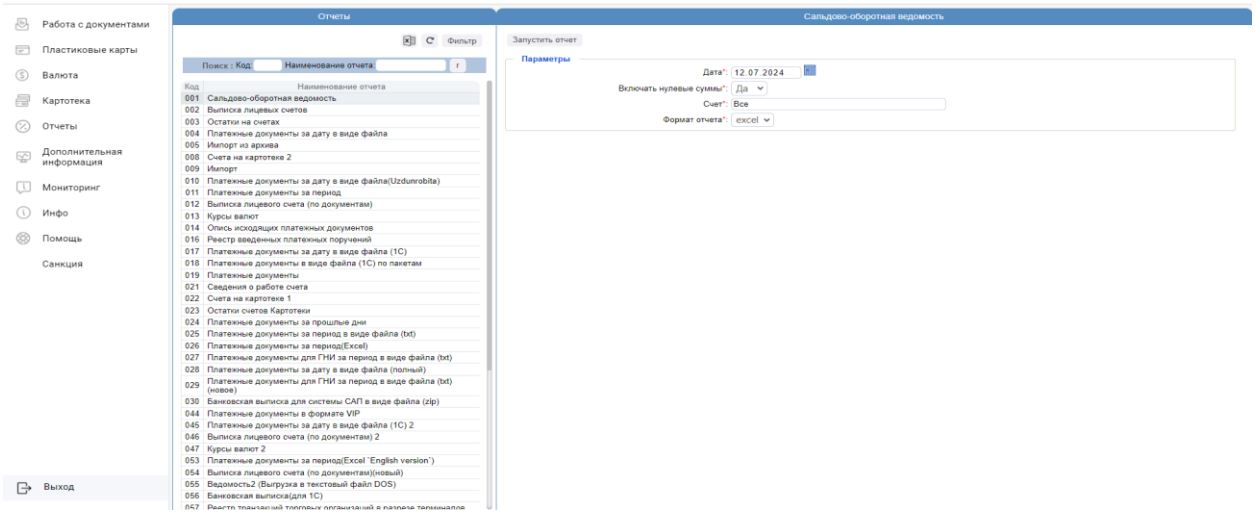 Работа с документами
Пластиковые карты
Валюта
Картотека
Отчеты
Дополнительная
информация
Мониторинг
Инфо
Помощь
Санкция
Выход
Отчеты
Фильтр
Поиск : Код: Наименование отчета:
Код Наименование отчета
001 Сальдово-оборотная ведомость
002 Выписка лицевых счетов
003 Остатки на счетах
004 Платежные документы за дату в виде файла
005 Импорт из архива
008 Счета на картотеке 2
009 Импорт
010 Платежные документы за дату в виде файла(Uzdunrobita)
011 Платежные документы за период
012 Выписка лицевого счета (по документам)
013 Курсы валют
014 Опись исходящих платежных документов
016 Реестр введенных платежных поручений
017 Платежные документы за дату в виде файла (1С)
018 Платежные документы в виде файла (1С) по пакетам
019 Платежные документы
021 Сведения о работе счета
022 Счета на картотеке 1
023 Остатки счетов Картотеки
024 Платежные документы за прошлые дни
025 Платежные документы за период в виде файла (txt)
026 Платежные документы за период(Excel)
027 Платежные документы для ГНИ за период в виде файла (txt)
028 Платежные документы за дату в виде файла (полный)
029 Платежные документы для ГНИ за период в виде файла (txt)
(новое)
030 Банковская выписка для системы САП в виде файла (zip)
044 Платежные документы в формате VIP
045 Платежные документы за дату в виде файла (1С) 2
046 Выписка лицевого счета (по документам) 2
047 Курсы валют 2
053 Платежные документы за период(Excel `English version`)
054 Выписка лицевого счета (по документам)(новый)
055 Ведомость2 (Выгрузка в текстовый файл DOS)
056 Банковская выписка(для 1С)
057 Реестр транзакций торговых организаций в разрезе терминалов
Сальдово-оборотная ведомость
Запустить отчет
Параметры
Дата*: 12.07.2024
Включать нулевые суммы*: Да
Счет*: Все
Формат отчета*: excel